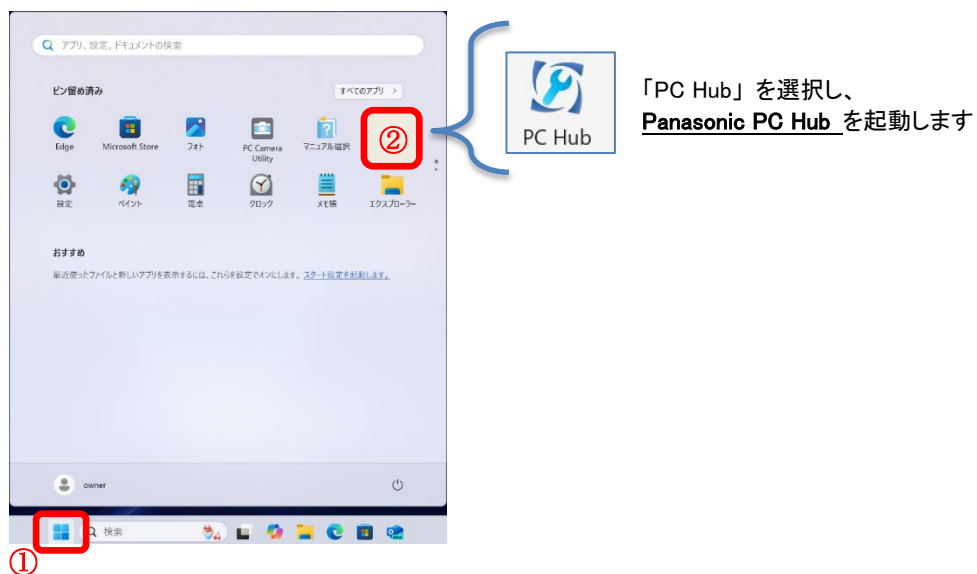 アプリ、設定、ドキュメントの検索
ピン留め済み
すべてのアプリ >
Edge
Microsoft Store
フォト
PC Camera
Utility
マニュアル選択
②
設定
ペイント
電卓
クロック
メモ帳
エクスプローラー
おすすめ
最近使ったファイルと新しいアプリを表示するには、これらを設定でオンにします。スタート設定を起動します。
owner
検索
①
PC Hub
「PC Hub」を選択し、
Panasonic PC Hub を起動します